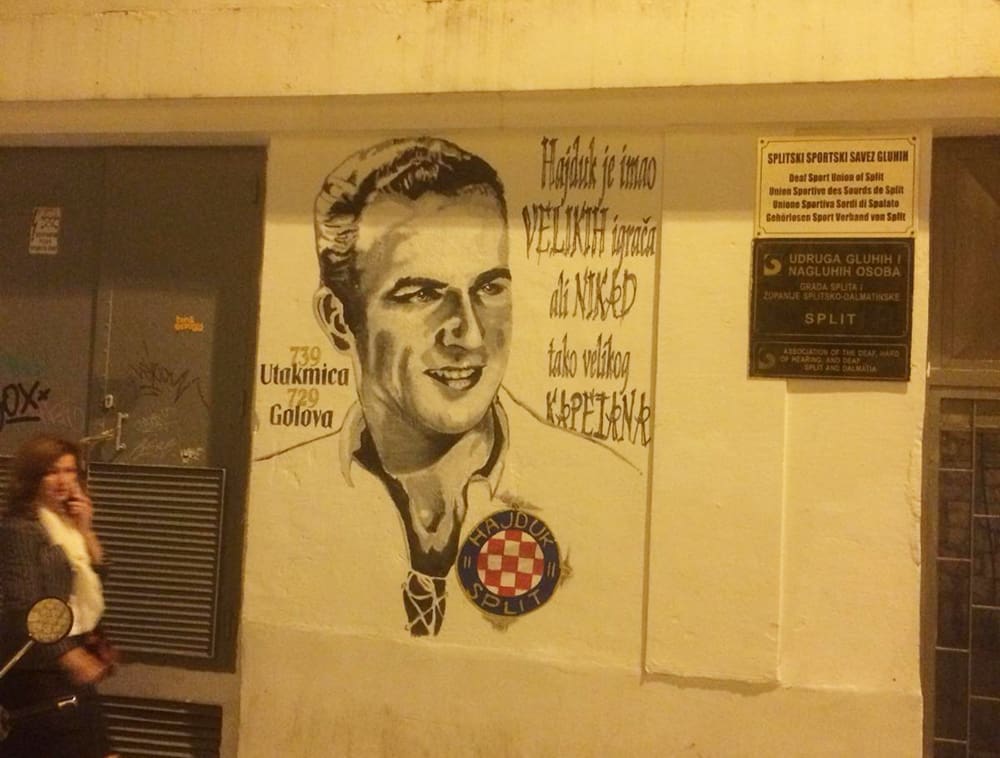 Hajduk je imao
VELIKIH igrača
ali NIKAD
tako velikog
KAPETANA
739
Utakmica
729
Golova
HAJDUK
SPLIT
SPLITSKI SPORTSKI SAVEZ GLUHIH
Deaf Sport Union of Split
Union Sportive des Sourds de Split
Unione Sportiva Sordi di Spalato
Gehörlosen Sport Verband von Split
UDRUGA GLUHIH I
NAGLUHIH OSOBA
GRADA SPLITA I
ŽUPANIJE SPLITSKO-DALMATINSKE
SPLIT
ASSOCIATION OF THE DEAF, HARD
OF HEARING, AND DEAF
SPLIT AND DALMATIA